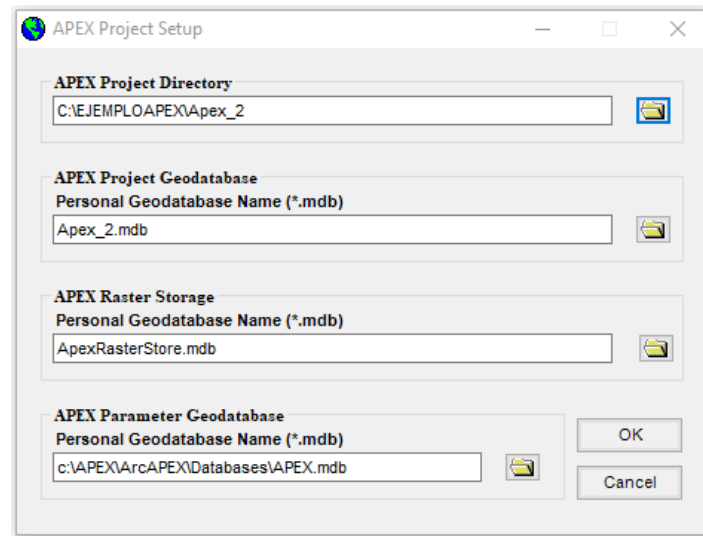 APEX Project Setup
APEX Project Directory
C:\EJEMPLOAPEX\Apex_2
APEX Project Geodatabase
Personal Geodatabase Name (*.mdb)
Apex_2.mdb
APEX Raster Storage
Personal Geodatabase Name (*.mdb)
ApexRasterStore.mdb
APEX Parameter Geodatabase
Personal Geodatabase Name (*.mdb)
c:\APEX\ArcAPEX\Databases\APEX.mdb
OK
Cancel